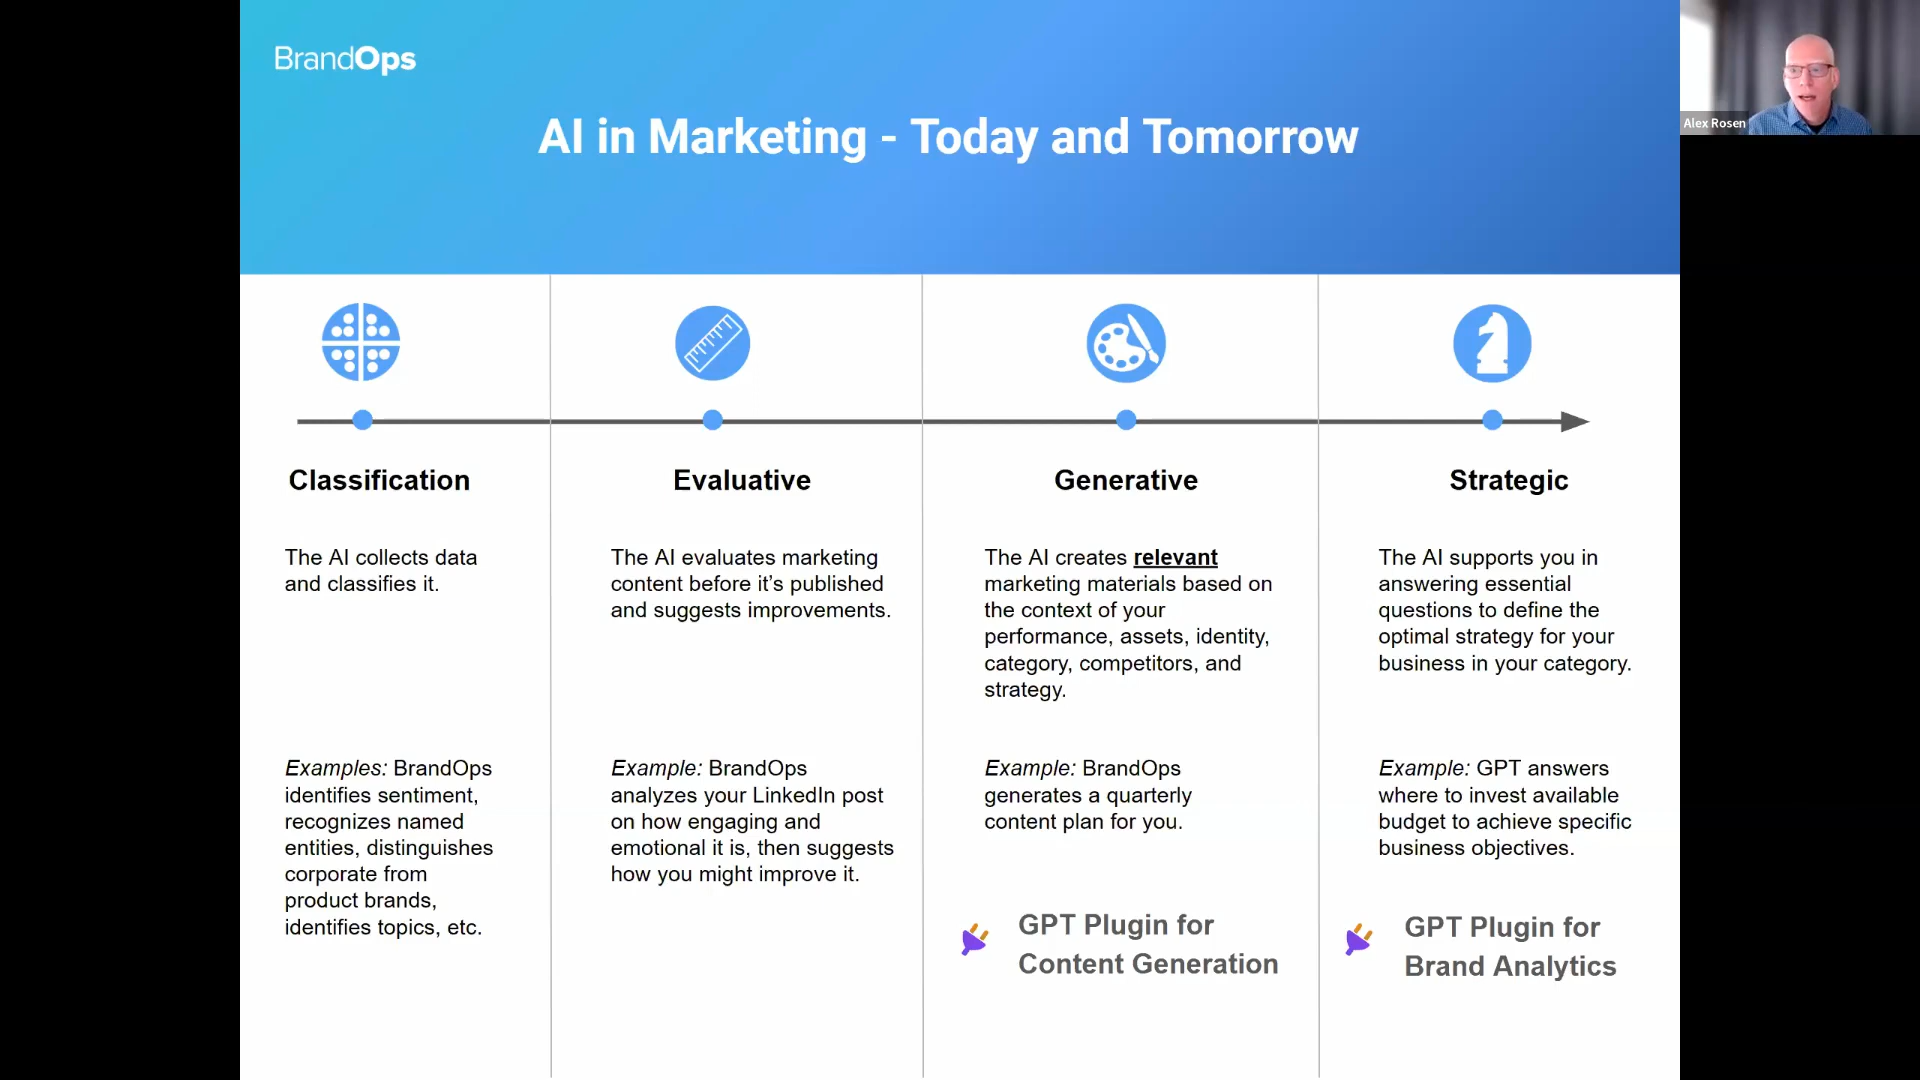 BrandOps
AI in Marketing - Today and Tomorrow
Alex Rosen
Classification
The AI collects data
and classifies it.
Examples: BrandOps
identifies sentiment,
recognizes named
entities, distinguishes
corporate from
product brands,
identifies topics, etc.
Evaluative
The AI evaluates marketing
content before it’s published
and suggests improvements.
Example: BrandOps
analyzes your LinkedIn post
on how engaging and
emotional it is, then suggests
how you might improve it.
Generative
The AI creates relevant
marketing materials based on
the context of your
performance, assets, identity,
category, competitors, and
strategy.
Example: BrandOps
generates a quarterly
content plan for you.
GPT Plugin for
Content Generation
Strategic
The AI supports you in
answering essential
questions to define the
optimal strategy for your
business in your category.
Example: GPT answers
where to invest available
budget to achieve specific
business objectives.
GPT Plugin for
Brand Analytics